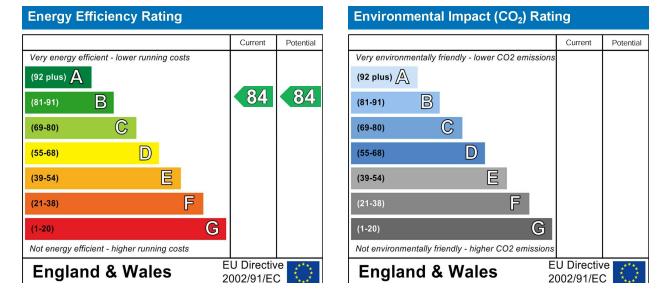 Energy Efficiency Rating
Current Potential
Very energy efficient - lower running costs
(92 plus) A
(81-91) B 84 84
(69-80) C
(55-68) D
(39-54) E
(21-38) F
(1-20) G
Not energy efficient - higher running costs
England & Wales
EU Directive
2002/91/EC
Environmental Impact (CO₂) Rating
Current Potential
Very environmentally friendly - lower CO2 emissions
(92 plus) A
(81-91) B
(69-80) C
(55-68) D
(39-54) E
(21-38) F
(1-20) G
Not environmentally friendly - higher CO2 emissions
England & Wales
EU Directive
2002/91/EC